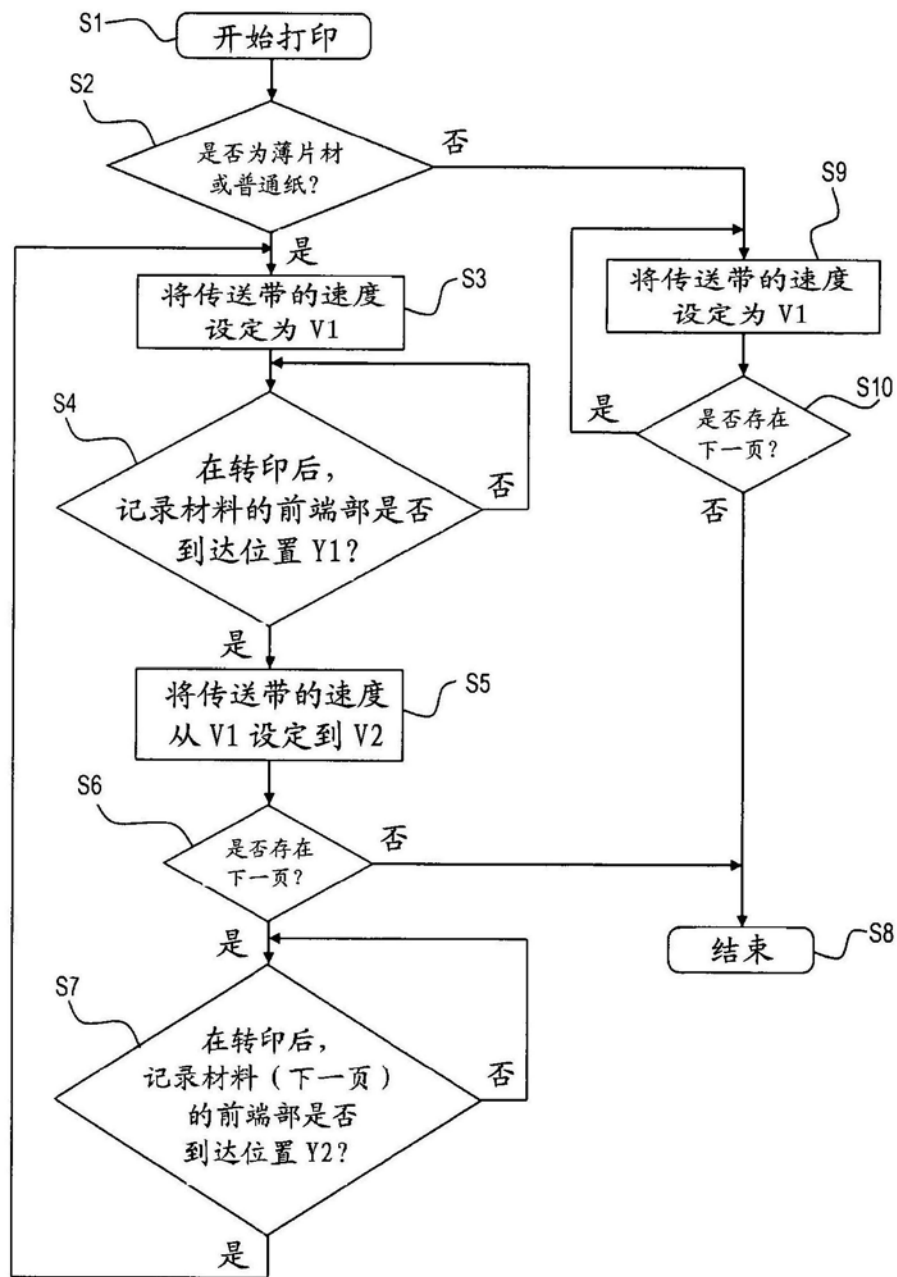 S1
开始打印
S2
是否为薄片材
或普通纸?
否
是
S9
将传送带的速度
设定为 V1
S3
将传送带的速度
设定为 V1
S10
是否存在
下一页?
是
否
S4
在转印后,
记录材料的前端部是否
到达位置 Y1?
否
是
S5
将传送带的速度
从 V1 设定到 V2
S6
是否存在
下一页?
否
是
S8
结束
S7
在转印后,
记录材料(下一页)
的前端部是否
到达位置 Y2?
否
是